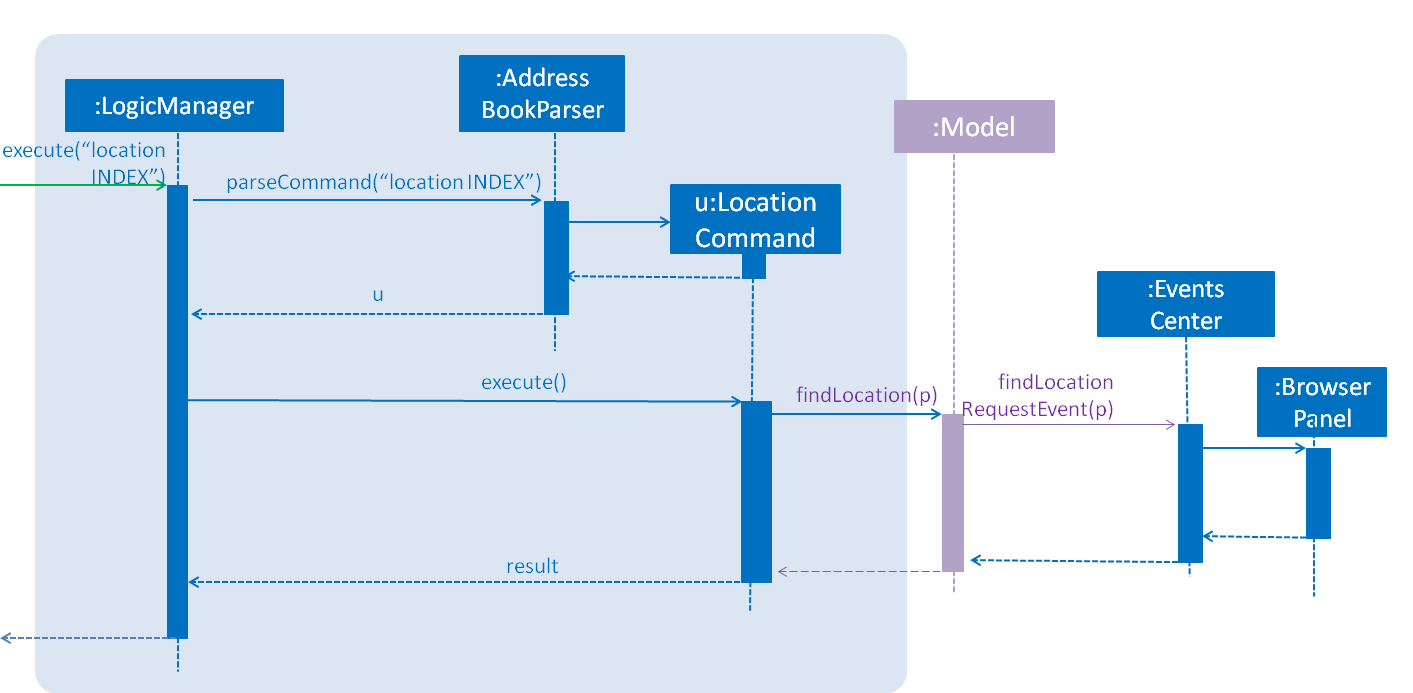 :Address
BookParser
:LogicManager
:Model
execute(“location
INDEX”)
parseCommand(“location INDEX”)
u:Location
Command
u
:Events
Center
execute()
findLocation(p)
findLocation
RequestEvent(p)
:Browser
Panel
result